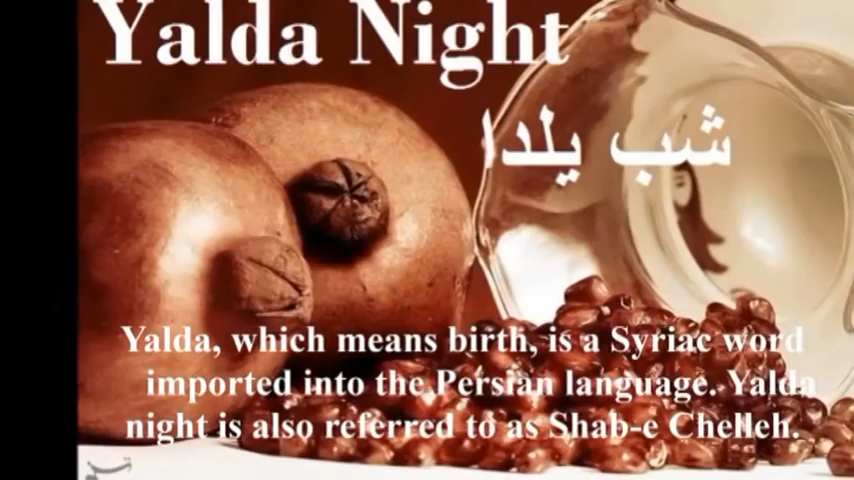 Yalda Night
شب یلدا
Yalda, which means birth, is a Syriac word
imported into the Persian language. Yalda
night is also referred to as Shab-e Chelleh.